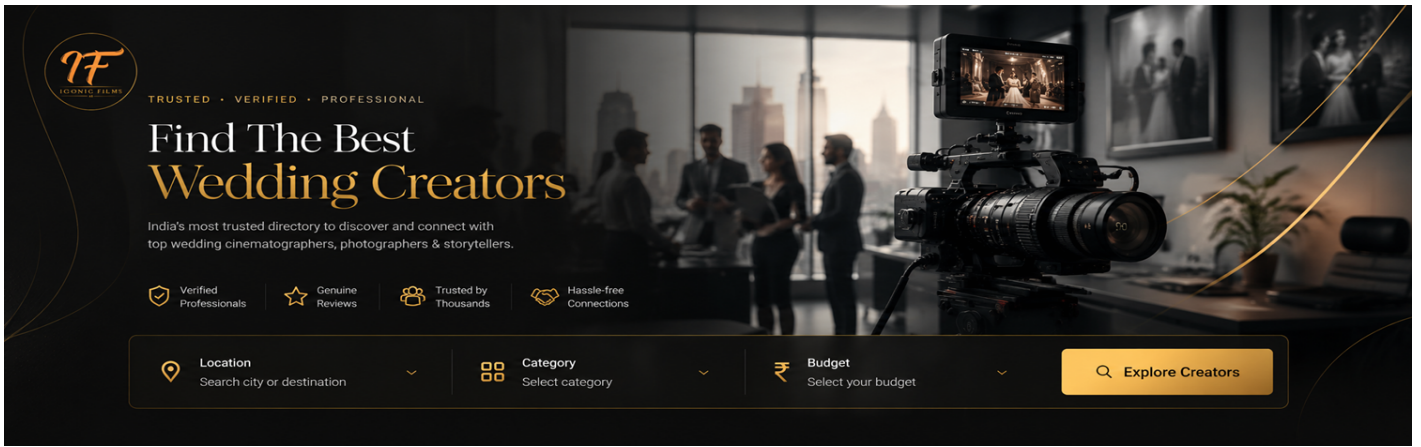 IF
ICONIC FILMS
TRUSTED • VERIFIED • PROFESSIONAL
Find The Best
Wedding Creators
India's most trusted directory to discover and connect with
top wedding cinematographers, photographers & storytellers.
Verified
Professionals
Genuine
Reviews
Trusted by
Thousands
Hassle-free
Connections
Location
Search city or destination
Category
Select category
₹
Budget
Select your budget
Explore Creators